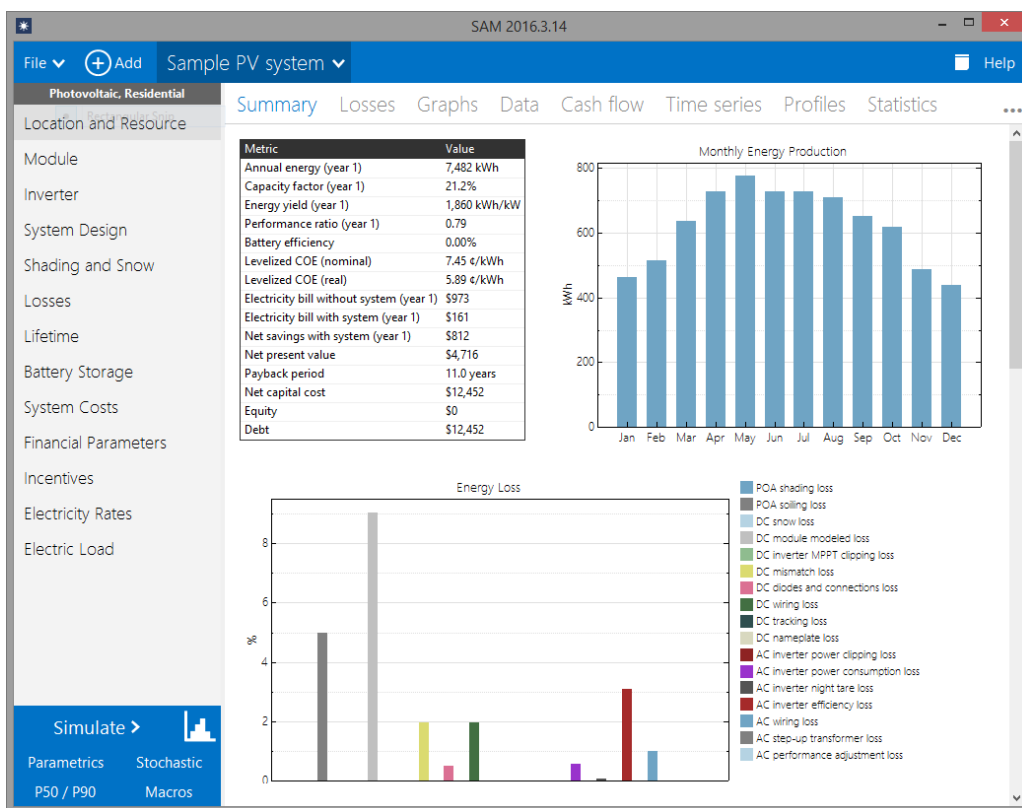 SAM 2016.3.14
File Add Sample PV system Help
Photovoltaic, Residential
Rectangular Snip
Location and Resource
Module
Inverter
System Design
Shading and Snow
Losses
Lifetime
Battery Storage
System Costs
Financial Parameters
Incentives
Electricity Rates
Electric Load
Simulate >
Parametrics Stochastic
P50 / P90 Macros
Summary Losses Graphs Data Cash flow Time series Profiles Statistics ...
Metric Value
Annual energy (year 1) 7,482 kWh
Capacity factor (year 1) 21.2%
Energy yield (year 1) 1,860 kWh/kW
Performance ratio (year 1) 0.79
Battery efficiency 0.00%
Levelized COE (nominal) 7.45 ¢/kWh
Levelized COE (real) 5.89 ¢/kWh
Electricity bill without system (year 1) $973
Electricity bill with system (year 1) $161
Net savings with system (year 1) $812
Net present value $4,716
Payback period 11.0 years
Net capital cost $12,452
Equity $0
Debt $12,452
Monthly Energy Production
800
600
kWh
400
200
0
Jan Feb Mar Apr May Jun Jul Aug Sep Oct Nov Dec
Energy Loss
8
6
%
4
2
0
POA shading loss
POA soiling loss
DC snow loss
DC module modeled loss
DC inverter MPPT clipping loss
DC mismatch loss
DC diodes and connections loss
DC wiring loss
DC tracking loss
DC nameplate loss
AC inverter power clipping loss
AC inverter power consumption loss
AC inverter night tare loss
AC inverter efficiency loss
AC wiring loss
AC step-up transformer loss
AC performance adjustment loss